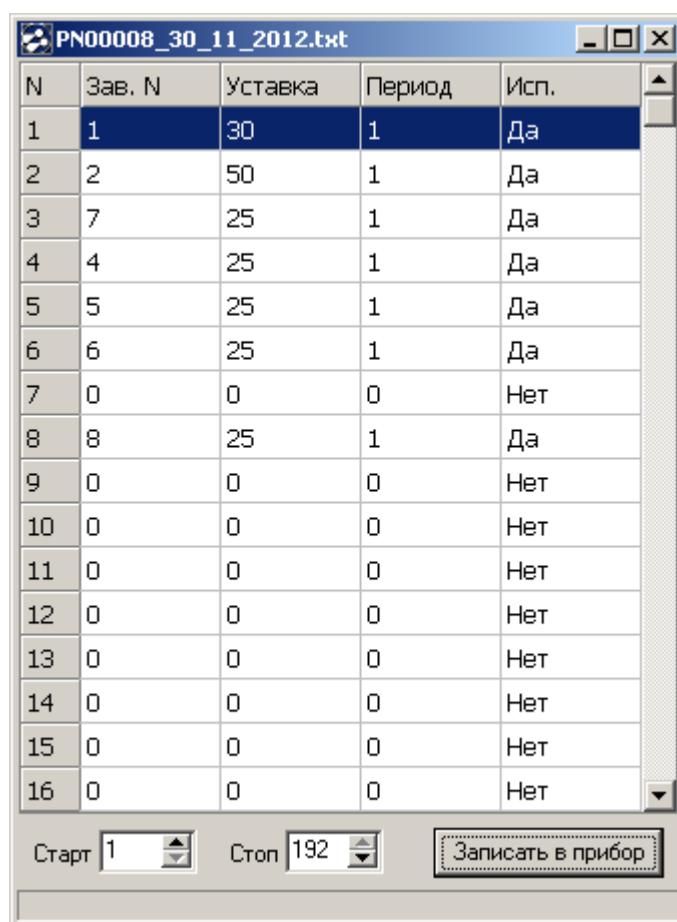 PN00008_30_11_2012.txt
N Зав. N Уставка Период Исп.
1 1 30 1 Да
2 2 50 1 Да
3 7 25 1 Да
4 4 25 1 Да
5 5 25 1 Да
6 6 25 1 Да
7 0 0 0 Нет
8 8 25 1 Да
9 0 0 0 Нет
10 0 0 0 Нет
11 0 0 0 Нет
12 0 0 0 Нет
13 0 0 0 Нет
14 0 0 0 Нет
15 0 0 0 Нет
16 0 0 0 Нет
Старт 1 Стоп 192 Записать в прибор